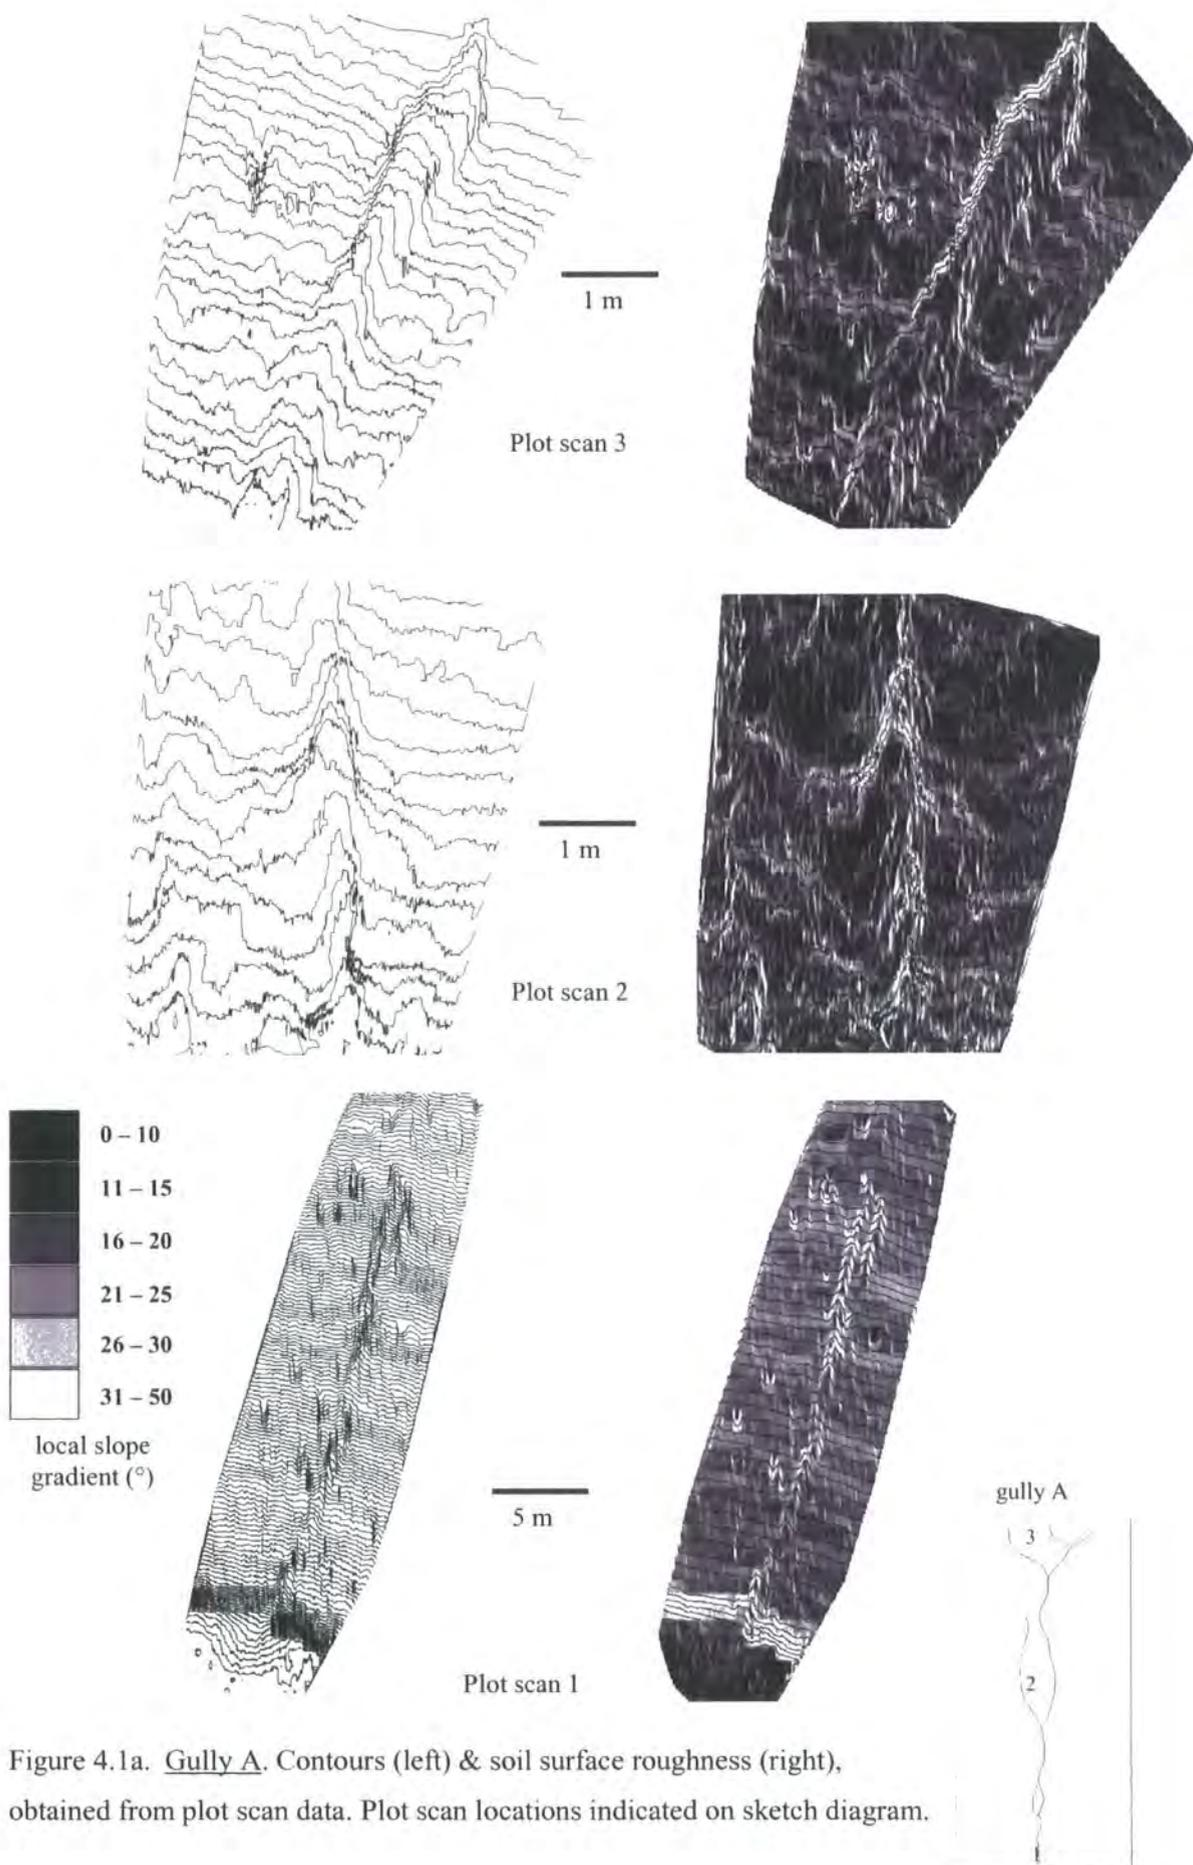 1 m
Plot scan 3
1 m
Plot scan 2
0 – 10
11 – 15
16 – 20
21 – 25
26 – 30
31 – 50
local slope
gradient (°)
5 m
Plot scan 1
gully A
3
2
1
Figure 4.1a. Gully A. Contours (left) & soil surface roughness (right),
obtained from plot scan data. Plot scan locations indicated on sketch diagram.